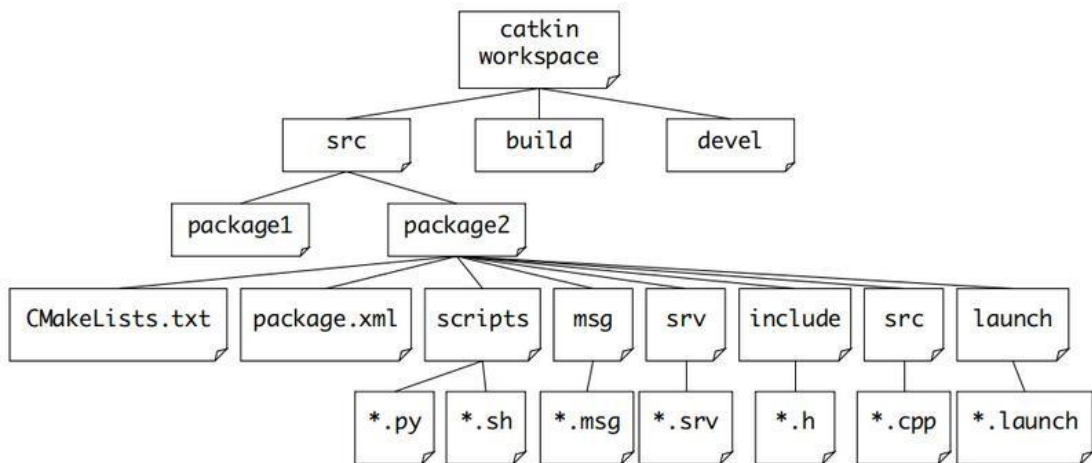 catkin
workspace
src
build
devel
package1
package2
CMakeLists.txt
package.xml
scripts
msg
srv
include
src
launch
*.py
*.sh
*.msg
*.srv
*.h
*.cpp
*.launch